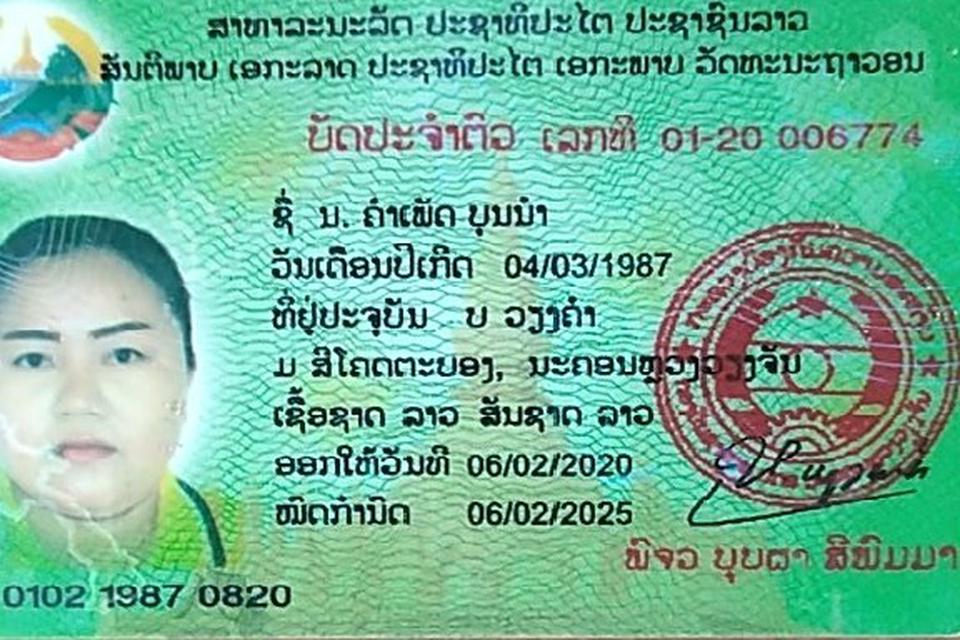 ສາທາລະນະລັດ ປະຊາທິປະໄຕ ປະຊາຊົນລາວ
ສັນຕິພາບ ເອກະລາດ ປະຊາທິປະໄຕ ເອກະພາບ ວັດທະນະຖາວອນ
ບັດປະຈຳຕົວ ເລກທີ 01-20 006774
ຊື່ ນ. ຄຳເພັດ ບຸນນຳ
ວັນເດືອນປີເກີດ 04/03/1987
ທີ່ຢູ່ປະຈຸບັນ ບ ວຽງຄຳ
ມ ສີໂຄດຕະບອງ, ນະຄອນຫຼວງວຽງຈັນ
ເຊື້ອຊາດ ລາວ ສັນຊາດ ລາວ
ອອກໃຫ້ວັນທີ 06/02/2020
ໝົດກຳນົດ 06/02/2025
ພົຈວ ບຸບຜາ ສີພົມມາ
0102 1987 0820